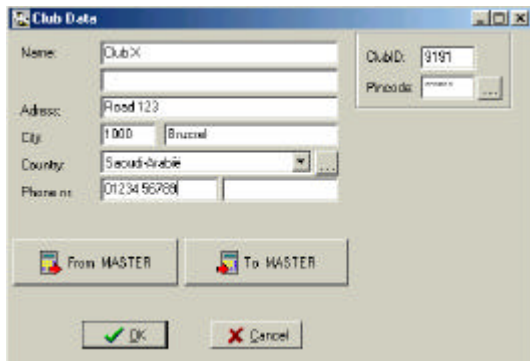 Club Data
Name: Club X
Adress: Road 123
City: 1000 Brussel
Country: Saoudi-Arabië ...
Phone nr. 0123456789
ClubID: 9191
Pincode: ****** ...
From MASTER To MASTER
OK Cancel